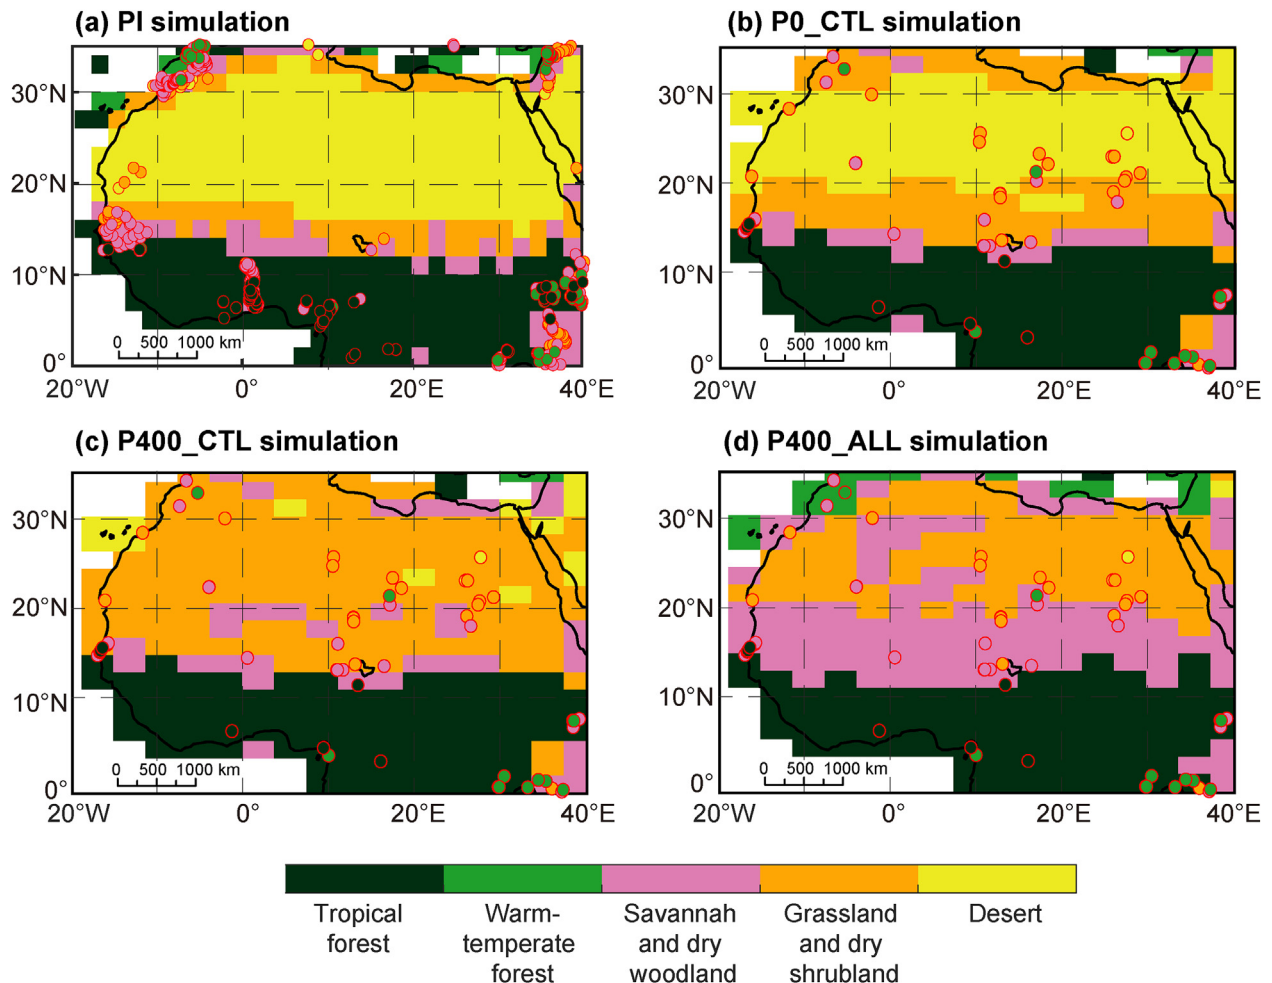 (a) PI simulation
30°N
20°N
10°N
0°
0 500 1000 km
20°W 0° 20°E 40°E
(b) P0_CTL simulation
30°N
20°N
10°N
0°
0 500 1000 km
20°W 0° 20°E 40°E
(c) P400_CTL simulation
30°N
20°N
10°N
0°
0 500 1000 km
20°W 0° 20°E 40°E
(d) P400_ALL simulation
30°N
20°N
10°N
0°
0 500 1000 km
20°W 0° 20°E 40°E
Tropical
forest
Warm-
temperate
forest
Savannah
and dry
woodland
Grassland
and dry
shrubland
Desert